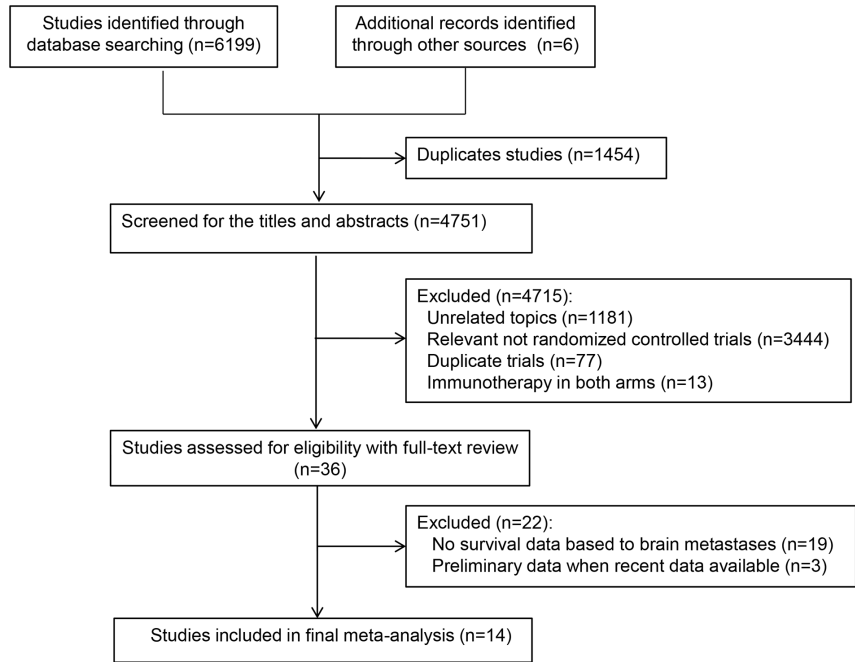 Studies identified through
database searching (n=6199)
Additional records identified
through other sources (n=6)
Duplicates studies (n=1454)
Screened for the titles and abstracts (n=4751)
Excluded (n=4715):
Unrelated topics (n=1181)
Relevant not randomized controlled trials (n=3444)
Duplicate trials (n=77)
Immunotherapy in both arms (n=13)
Studies assessed for eligibility with full-text review
(n=36)
Excluded (n=22):
No survival data based to brain metastases (n=19)
Preliminary data when recent data available (n=3)
Studies included in final meta-analysis (n=14)